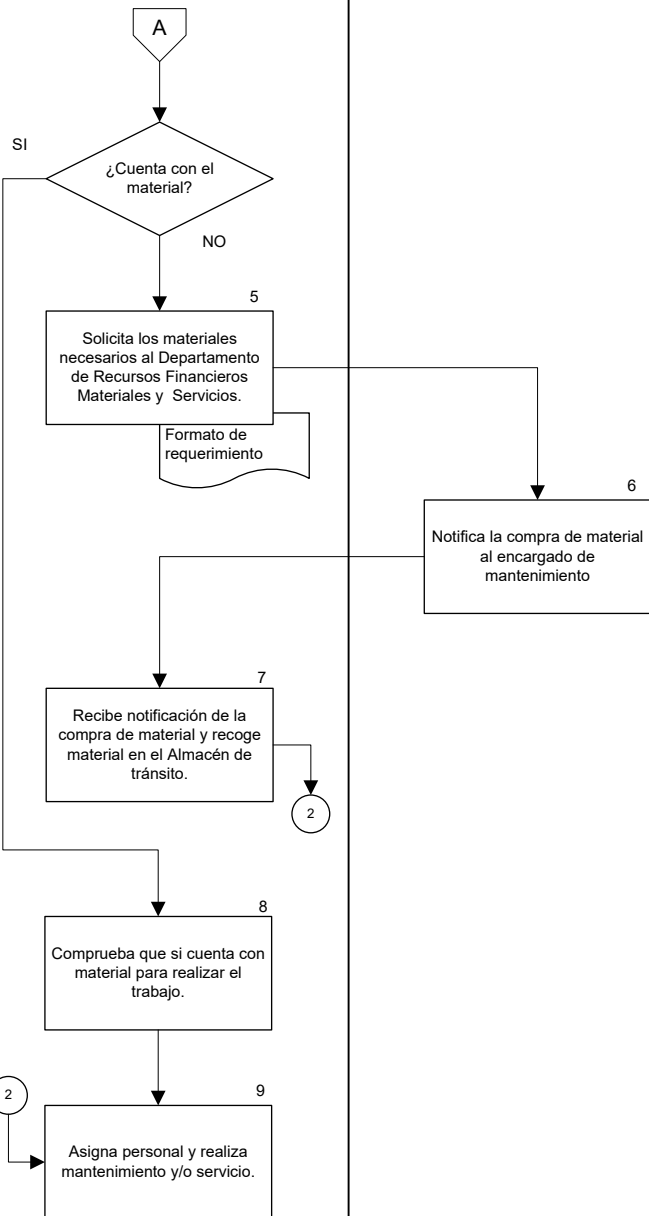 A
SI
¿Cuenta con el
material?
NO
5
Solicita los materiales
necesarios al Departamento
de Recursos Financieros
Materiales y Servicios.
Formato de
requerimiento
6
Notifica la compra de material
al encargado de
mantenimiento
7
Recibe notificación de la
compra de material y recoge
material en el Almacén de
tránsito.
2
8
Comprueba que si cuenta con
material para realizar el
trabajo.
2
9
Asigna personal y realiza
mantenimiento y/o servicio.